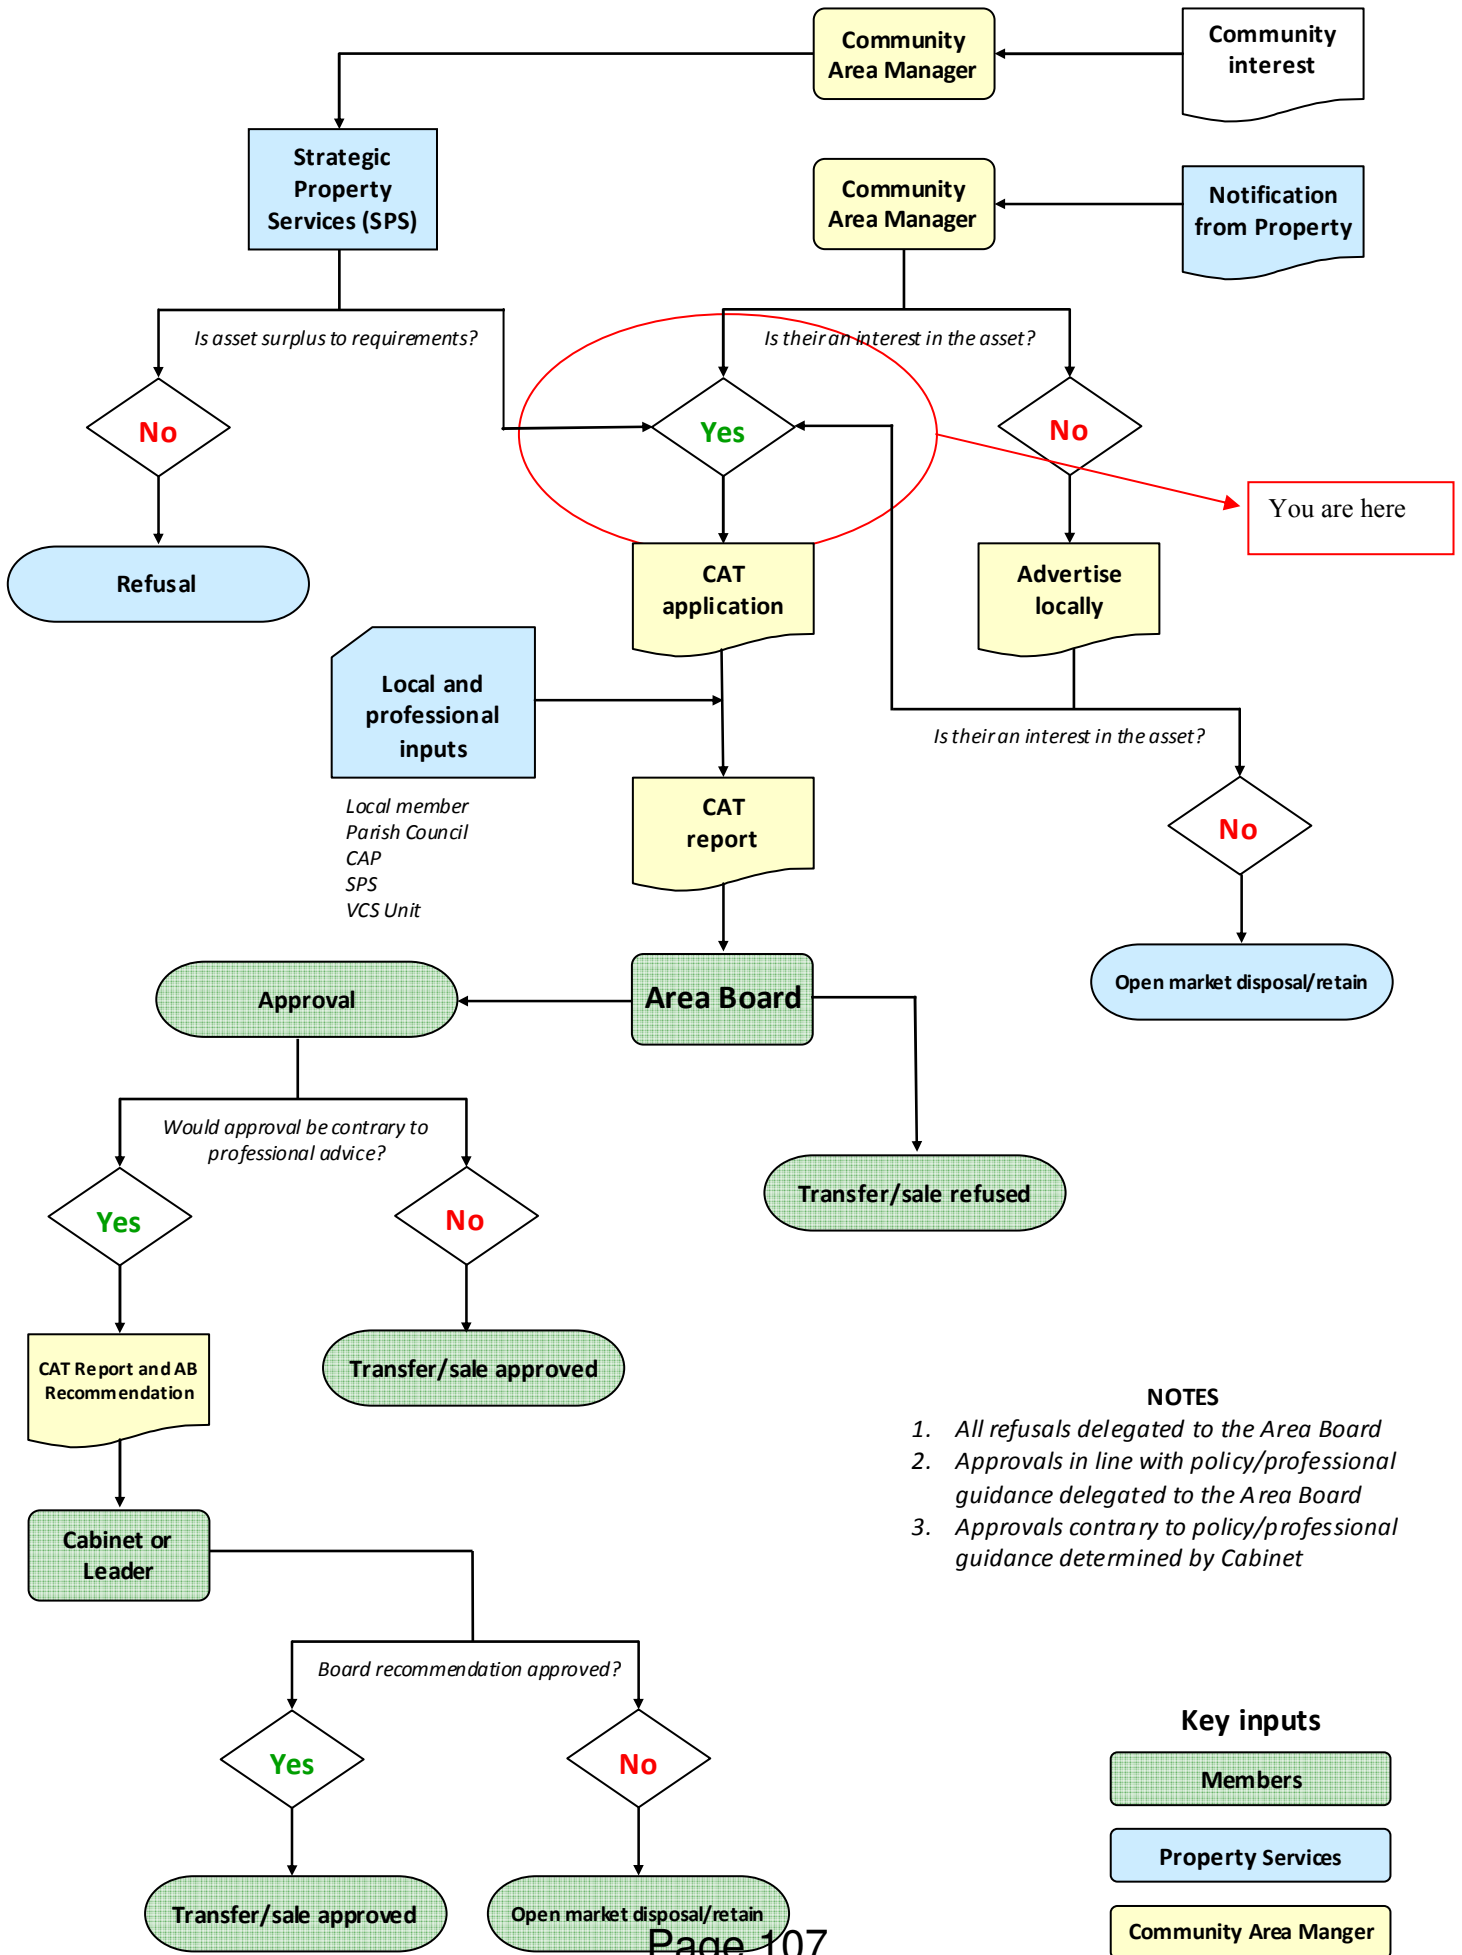 Community
Area Manager
Community
interest
Strategic
Property
Services (SPS)
Community
Area Manager
Notification
from Property
Is asset surplus to requirements?
Is their an interest in the asset?
No
Yes
No
You are here
Refusal
CAT
application
Advertise
locally
Local and
professional
inputs
Is their an interest in the asset?
Local member
Parish Council
CAP
SPS
VCS Unit
CAT
report
No
Approval
Area Board
Open market disposal/retain
Would approval be contrary to
professional advice?
Yes
No
Transfer/sale refused
CAT Report and AB
Recommendation
Transfer/sale approved
NOTES
1. All refusals delegated to the Area Board
2. Approvals in line with policy/professional
guidance delegated to the Area Board
3. Approvals contrary to policy/professional
guidance determined by Cabinet
Cabinet or
Leader
Board recommendation approved?
Yes
No
Key inputs
Members
Property Services
Community Area Manger
Transfer/sale approved
Open market disposal/retain
Page 107